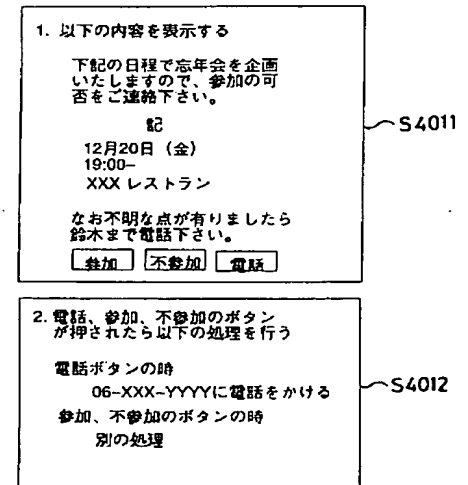 1. 以下の内容を表示する
下記の日程で忘年会を企画
いたしますので、参加の可
否をご連絡下さい。
記
12月20日（金）
19:00–
XXX レストラン
なお不明な点が有りましたら
鈴木まで電話下さい。
参加 不参加 電話
S4011
2. 電話、参加、不参加のボタン
が押されたら以下の処理を行う
電話ボタンの時
06–XXX–YYYYに電話をかける
参加、不参加のボタンの時
別の処理
S4012